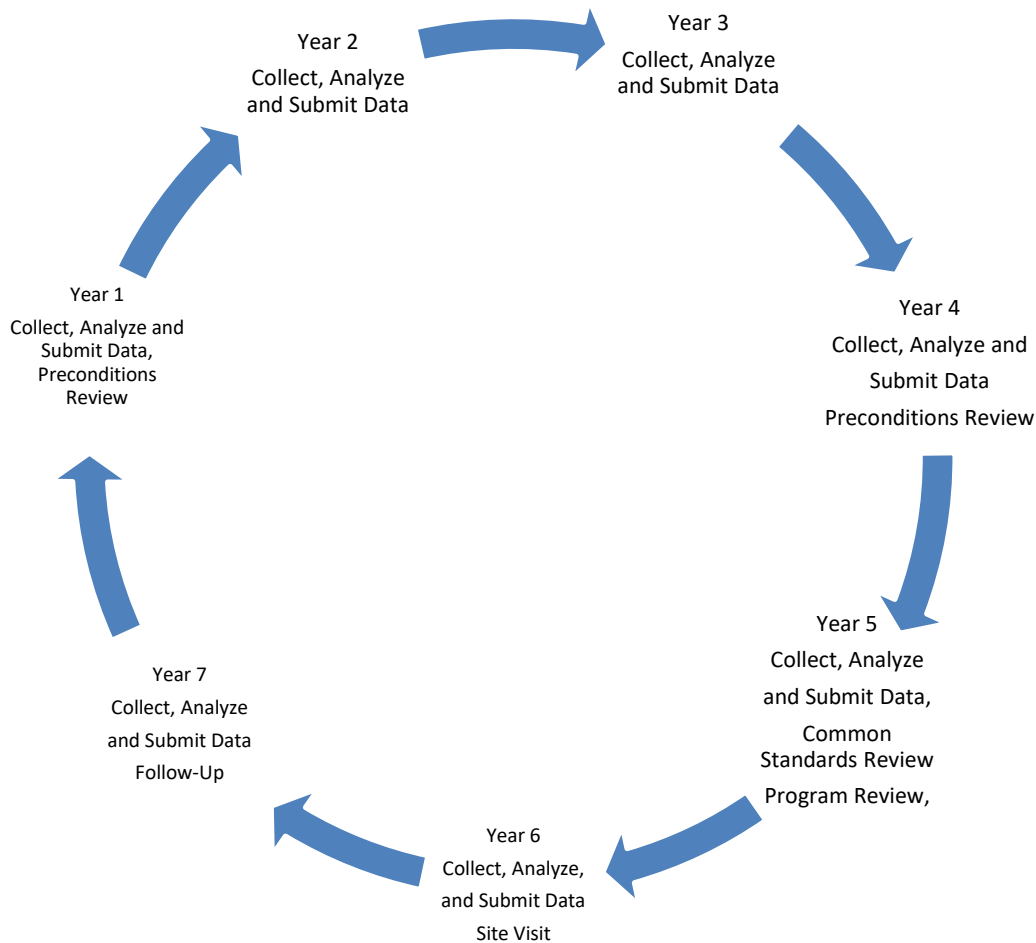 Year 1
Collect, Analyze and
Submit Data,
Preconditions
Review
Year 2
Collect, Analyze
and Submit Data
Year 3
Collect, Analyze
and Submit Data
Year 4
Collect, Analyze and
Submit Data
Preconditions Review
Year 5
Collect, Analyze
and Submit Data,
Common
Standards Review
Program Review,
Year 6
Collect, Analyze,
and Submit Data
Site Visit
Year 7
Collect, Analyze
and Submit Data
Follow-Up